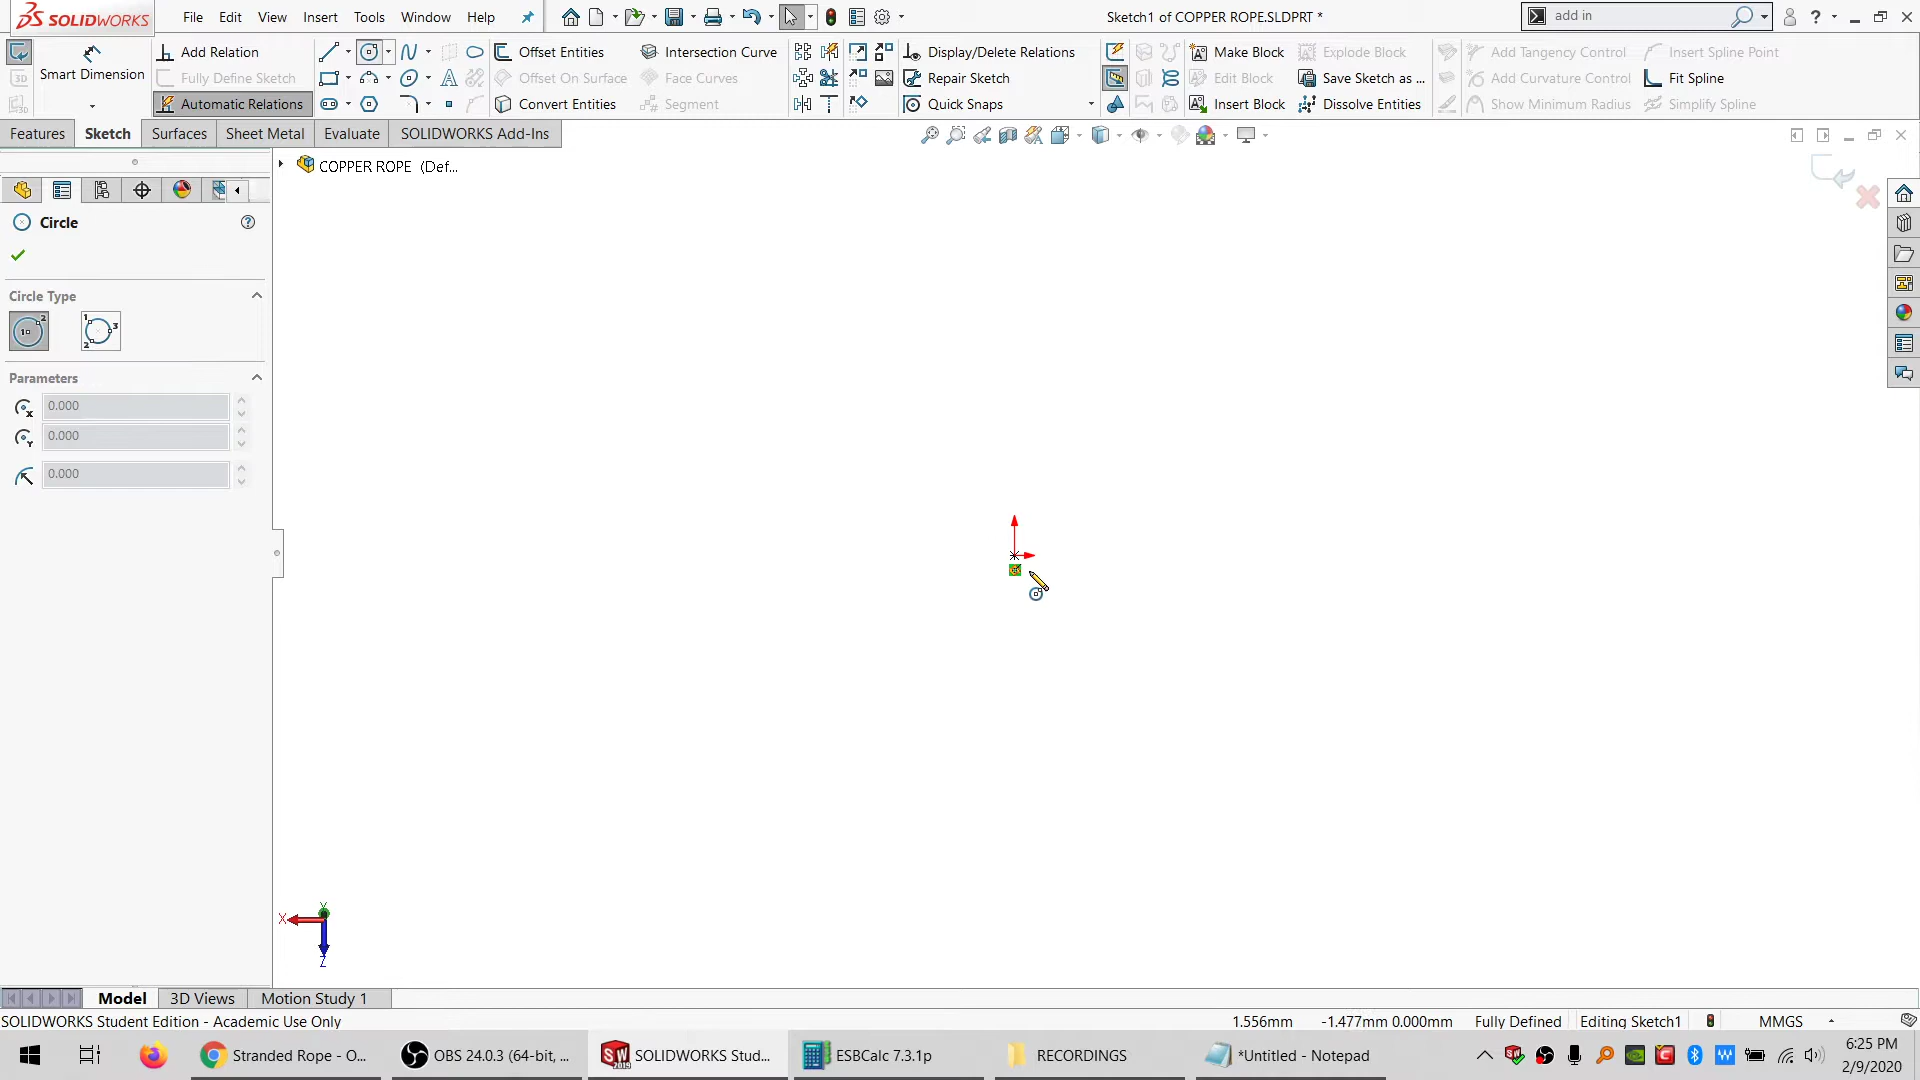 SOLIDWORKS File Edit View Insert Tools Window Help Sketch1 of COPPER ROPE.SLDPRT * add in
Smart Dimension
Add Relation
Fully Define Sketch
Automatic Relations
Offset Entities
Offset On Surface
Convert Entities
Intersection Curve
Face Curves
Segment
Display/Delete Relations
Repair Sketch
Quick Snaps
Make Block
Edit Block
Insert Block
Explode Block
Save Sketch as ...
Dissolve Entities
Add Tangency Control
Add Curvature Control
Show Minimum Radius
Insert Spline Point
Fit Spline
Simplify Spline
Features Sketch Surfaces Sheet Metal Evaluate SOLIDWORKS Add-Ins
COPPER ROPE (Def...
Circle
Circle Type
Parameters
0.000
0.000
0.000
X
Y
Z
Model 3D Views Motion Study 1
SOLIDWORKS Student Edition - Academic Use Only 1.556mm -1.477mm 0.000mm Fully Defined Editing Sketch1 MMGS
Stranded Rope - O... OBS 24.0.3 (64-bit, ... SOLIDWORKS Stud... ESBCalc 7.3.1p RECORDINGS *Untitled - Notepad
6:25 PM
2/9/2020